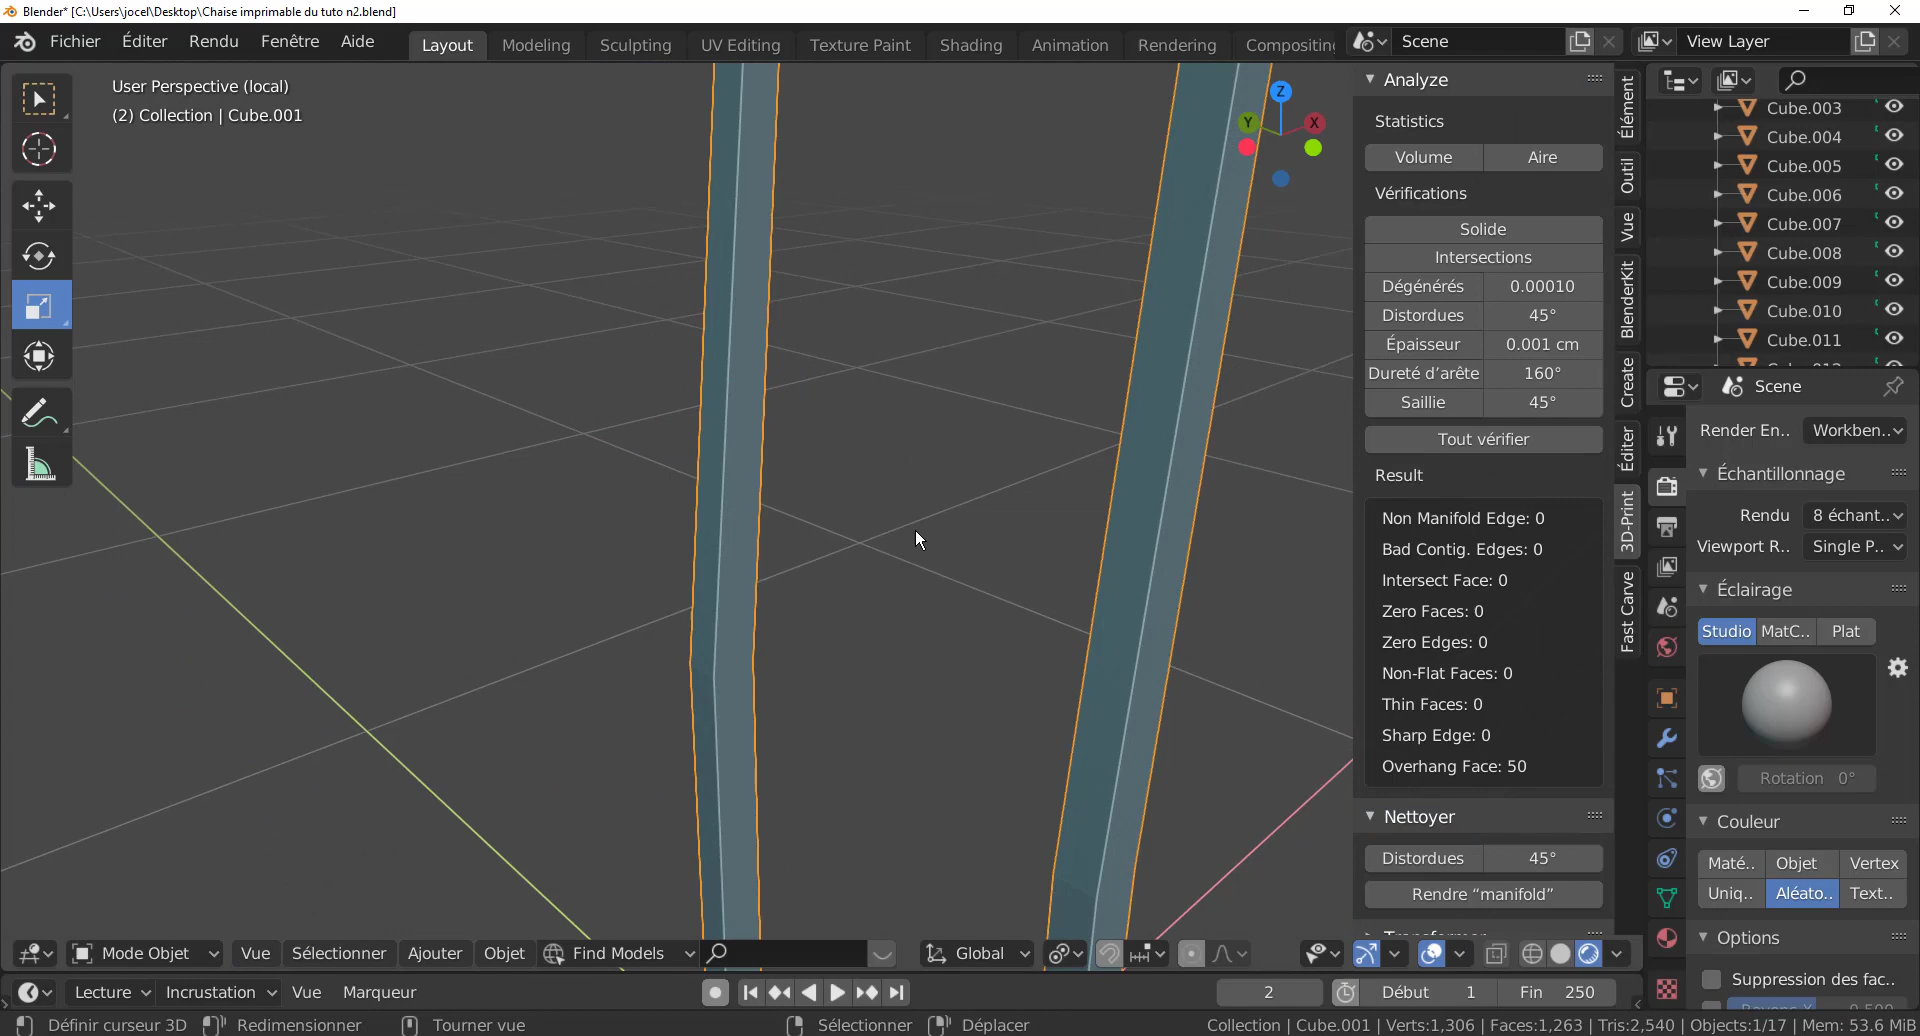 Blender* [C:\Users\jocel\Desktop\Chaise imprimable du tuto n2.blend]
Fichier Éditer Rendu Fenêtre Aide Layout Modeling Sculpting UV Editing Texture Paint Shading Animation Rendering Compositing Scene View Layer
User Perspective (local)
(2) Collection | Cube.001
Z
Y
X
Analyze
Statistics
Volume Aire
Vérifications
Solide
Intersections
Dégénérés 0.00010
Distordues 45°
Épaisseur 0.001 cm
Dureté d'arête 160°
Saillie 45°
Tout vérifier
Result
Non Manifold Edge: 0
Bad Contig. Edges: 0
Intersect Face: 0
Zero Faces: 0
Zero Edges: 0
Non-Flat Faces: 0
Thin Faces: 0
Sharp Edge: 0
Overhang Face: 50
Nettoyer
Distordues 45°
Rendre “manifold”
Élément
Outil
Vue
BlenderKit
Create
Éditer
3D-Print
Fast Carve
Cube.003
Cube.004
Cube.005
Cube.006
Cube.007
Cube.008
Cube.009
Cube.010
Cube.011
Scene
Render En.. Workben..
Échantillonnage
Rendu 8 échant..
Viewport R.. Single P..
Éclairage
Studio MatC.. Plat
Rotation 0°
Couleur
Maté.. Objet Vertex
Uniq.. Aléato.. Text..
Options
Suppression des fac..
Mode Objet Vue Sélectionner Ajouter Objet Find Models Global
Lecture Incrustation Vue Marqueur 2 Début 1 Fin 250
Définir curseur 3D Redimensionner Tourner vue Sélectionner Déplacer Collection | Cube.001 | Verts:1,306 | Faces:1,263 | Tris:2,540 | Objects:1/17 | Mem: 53.6 MiB